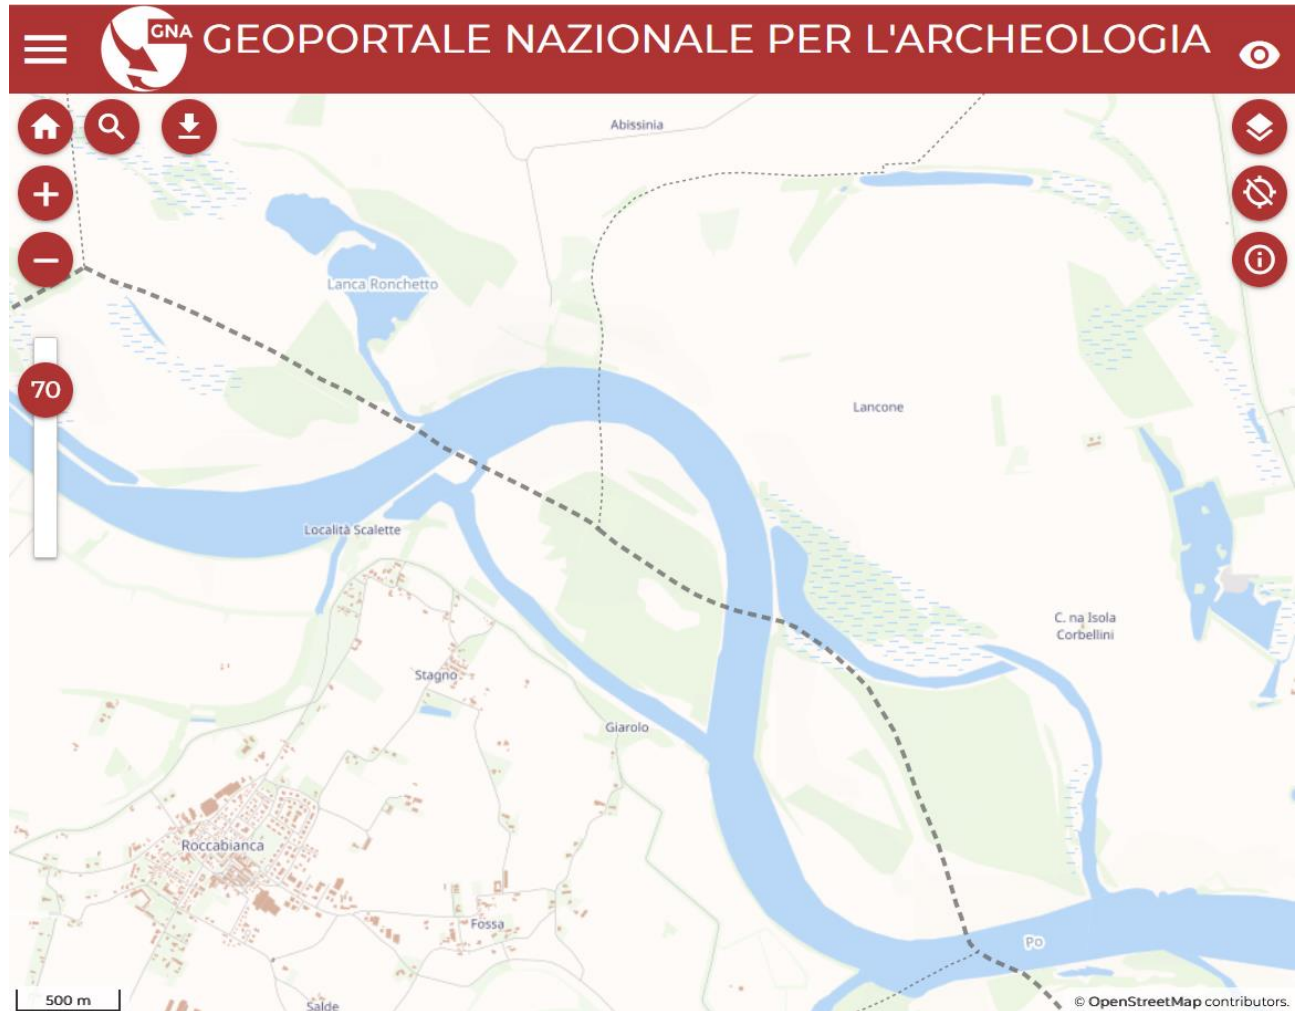 GNA
GEOPORTALE NAZIONALE PER L'ARCHEOLOGIA
Abissinia
Lanca Ronchetto
70
Lancone
Località Scalette
C. na Isola
Corbellini
Stagno
Giarolo
Roccabianca
Fossa
Po
500 m
Salde
© OpenStreetMap contributors.